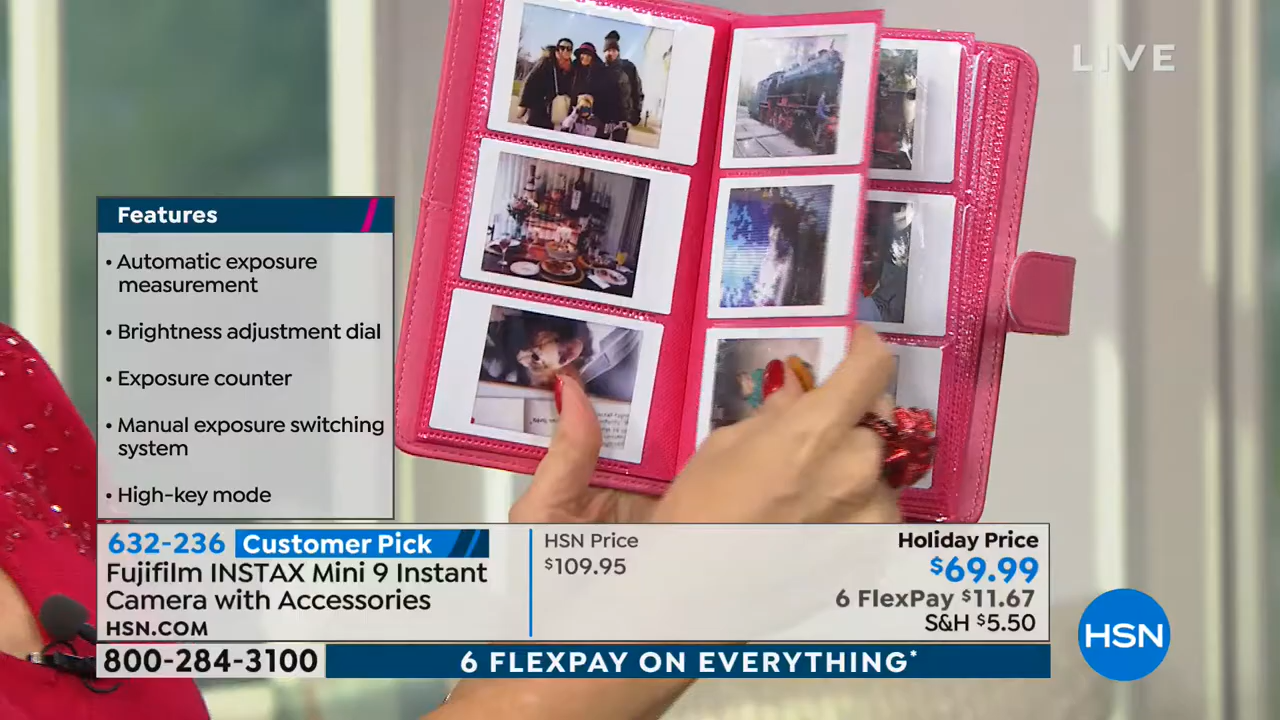 LIVE
Features
• Automatic exposure
measurement
• Brightness adjustment dial
• Exposure counter
• Manual exposure switching
system
• High-key mode
632-236 Customer Pick
Fujifilm INSTAX Mini 9 Instant
Camera with Accessories
HSN.COM
HSN Price
$109.95
Holiday Price
$69.99
6 FlexPay $11.67
S&H $5.50
800-284-3100
6 FLEXPAY ON EVERYTHING*
HSN